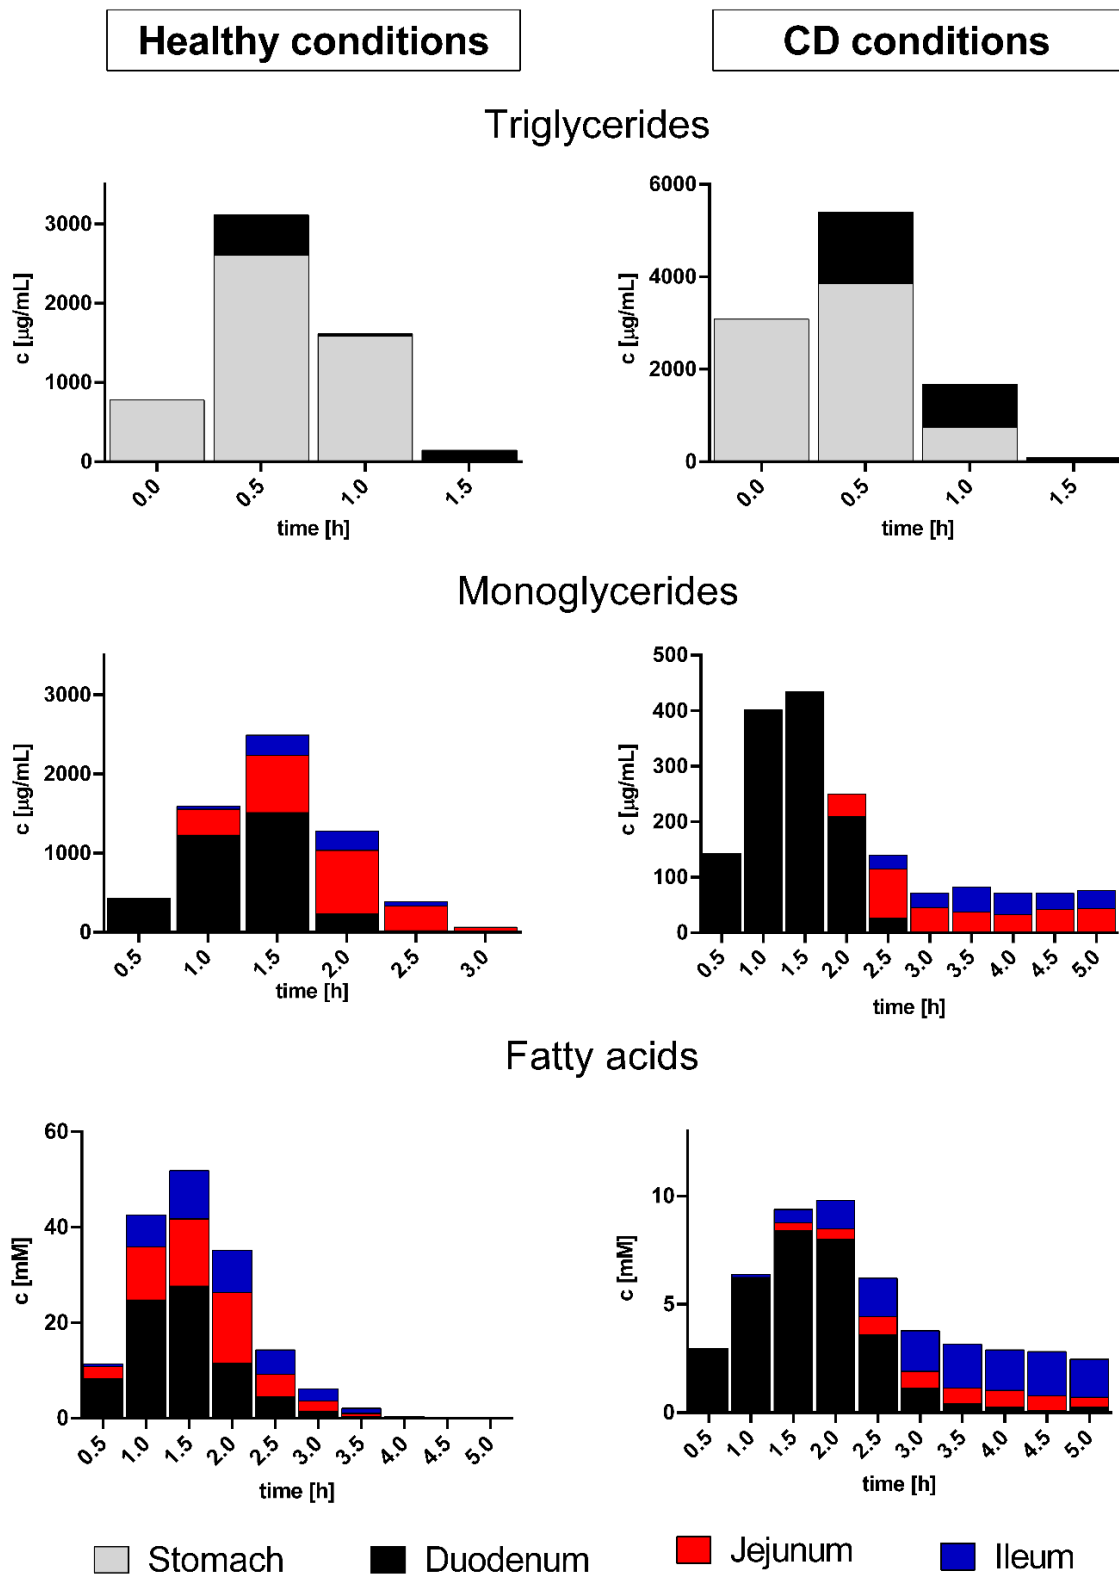 Healthy conditions
CD conditions
Triglycerides
c [µg/mL]
3000
2000
1000
0
0.0 0.5 1.0 1.5
time [h]
c [µg/mL]
6000
4000
2000
0
0.0 0.5 1.0 1.5
time [h]
Monoglycerides
c [µg/mL]
3000
2000
1000
0
0.5 1.0 1.5 2.0 2.5 3.0
time [h]
c [µg/mL]
500
400
300
200
100
0
0.5 1.0 1.5 2.0 2.5 3.0 3.5 4.0 4.5 5.0
time [h]
Fatty acids
c [mM]
60
40
20
0
0.5 1.0 1.5 2.0 2.5 3.0 3.5 4.0 4.5 5.0
time [h]
c [mM]
10
5
0
0.5 1.0 1.5 2.0 2.5 3.0 3.5 4.0 4.5 5.0
time [h]
Stomach Duodenum Jejunum Ileum